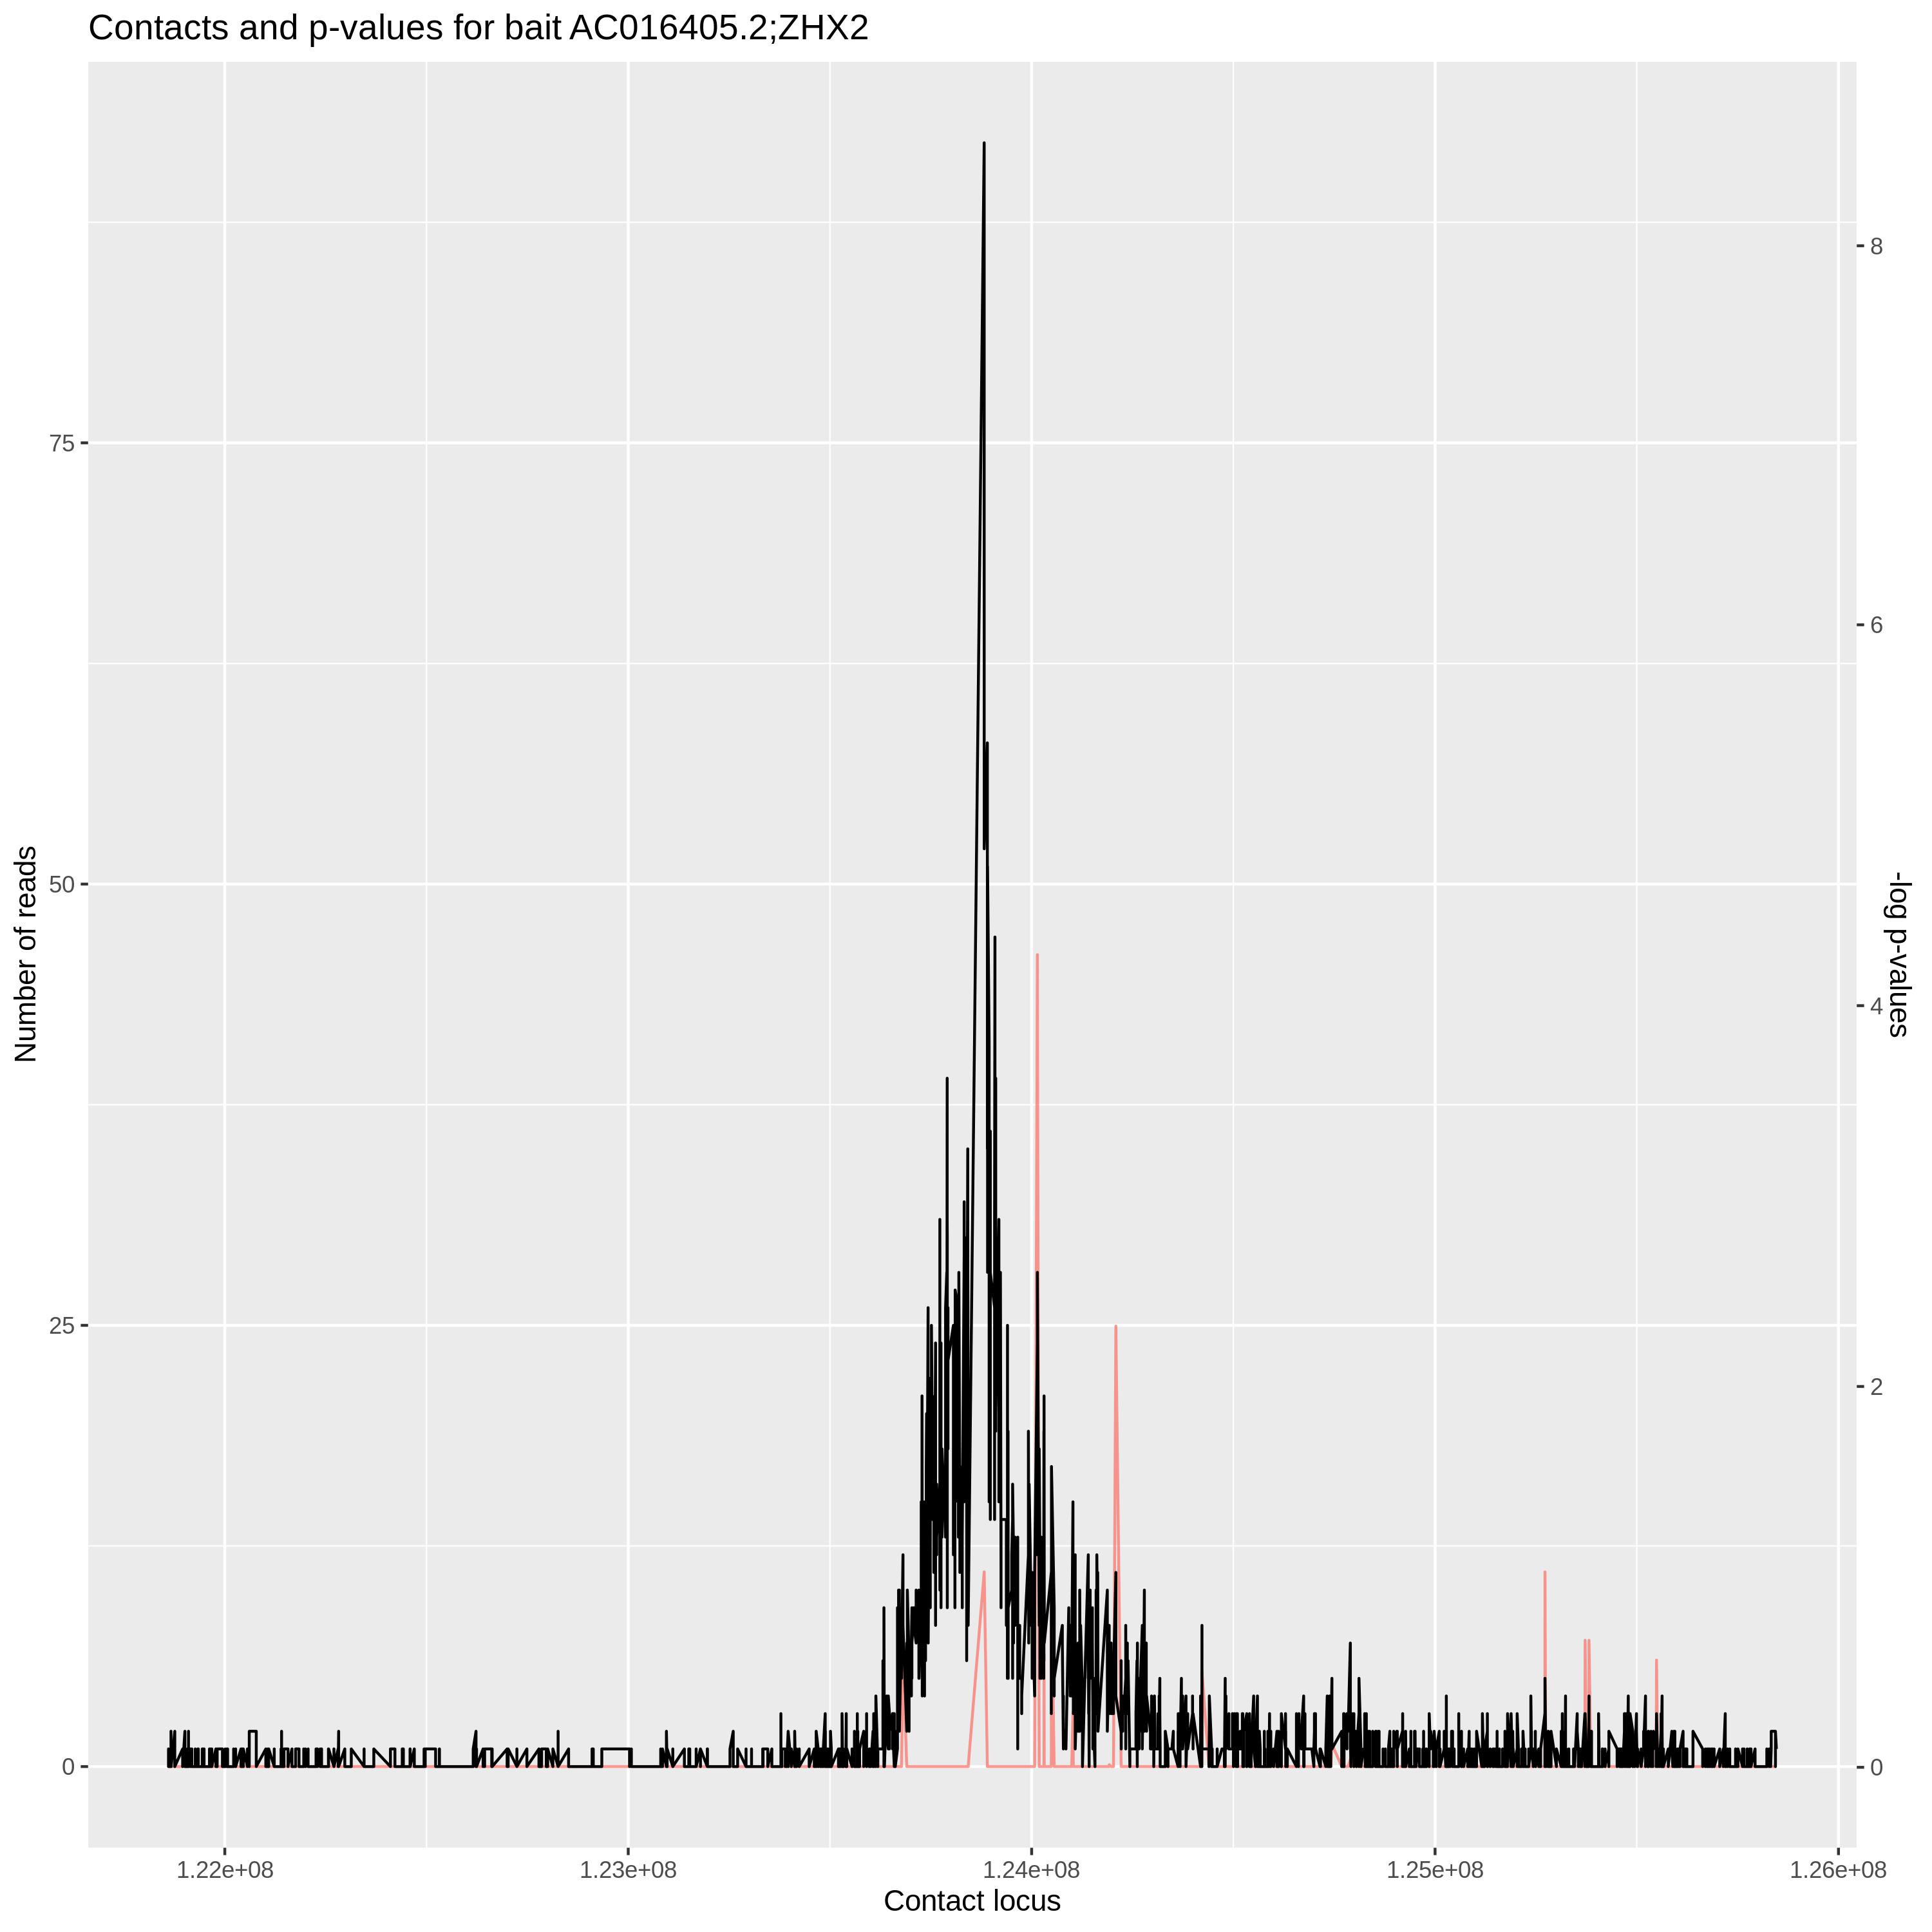 Contacts and p-values for bait AC016405.2;ZHX2
Number of reads
75
50
25
0
8
6
4
2
0
-log p-values
1.22e+08
1.23e+08
1.24e+08
1.25e+08
1.26e+08
Contact locus